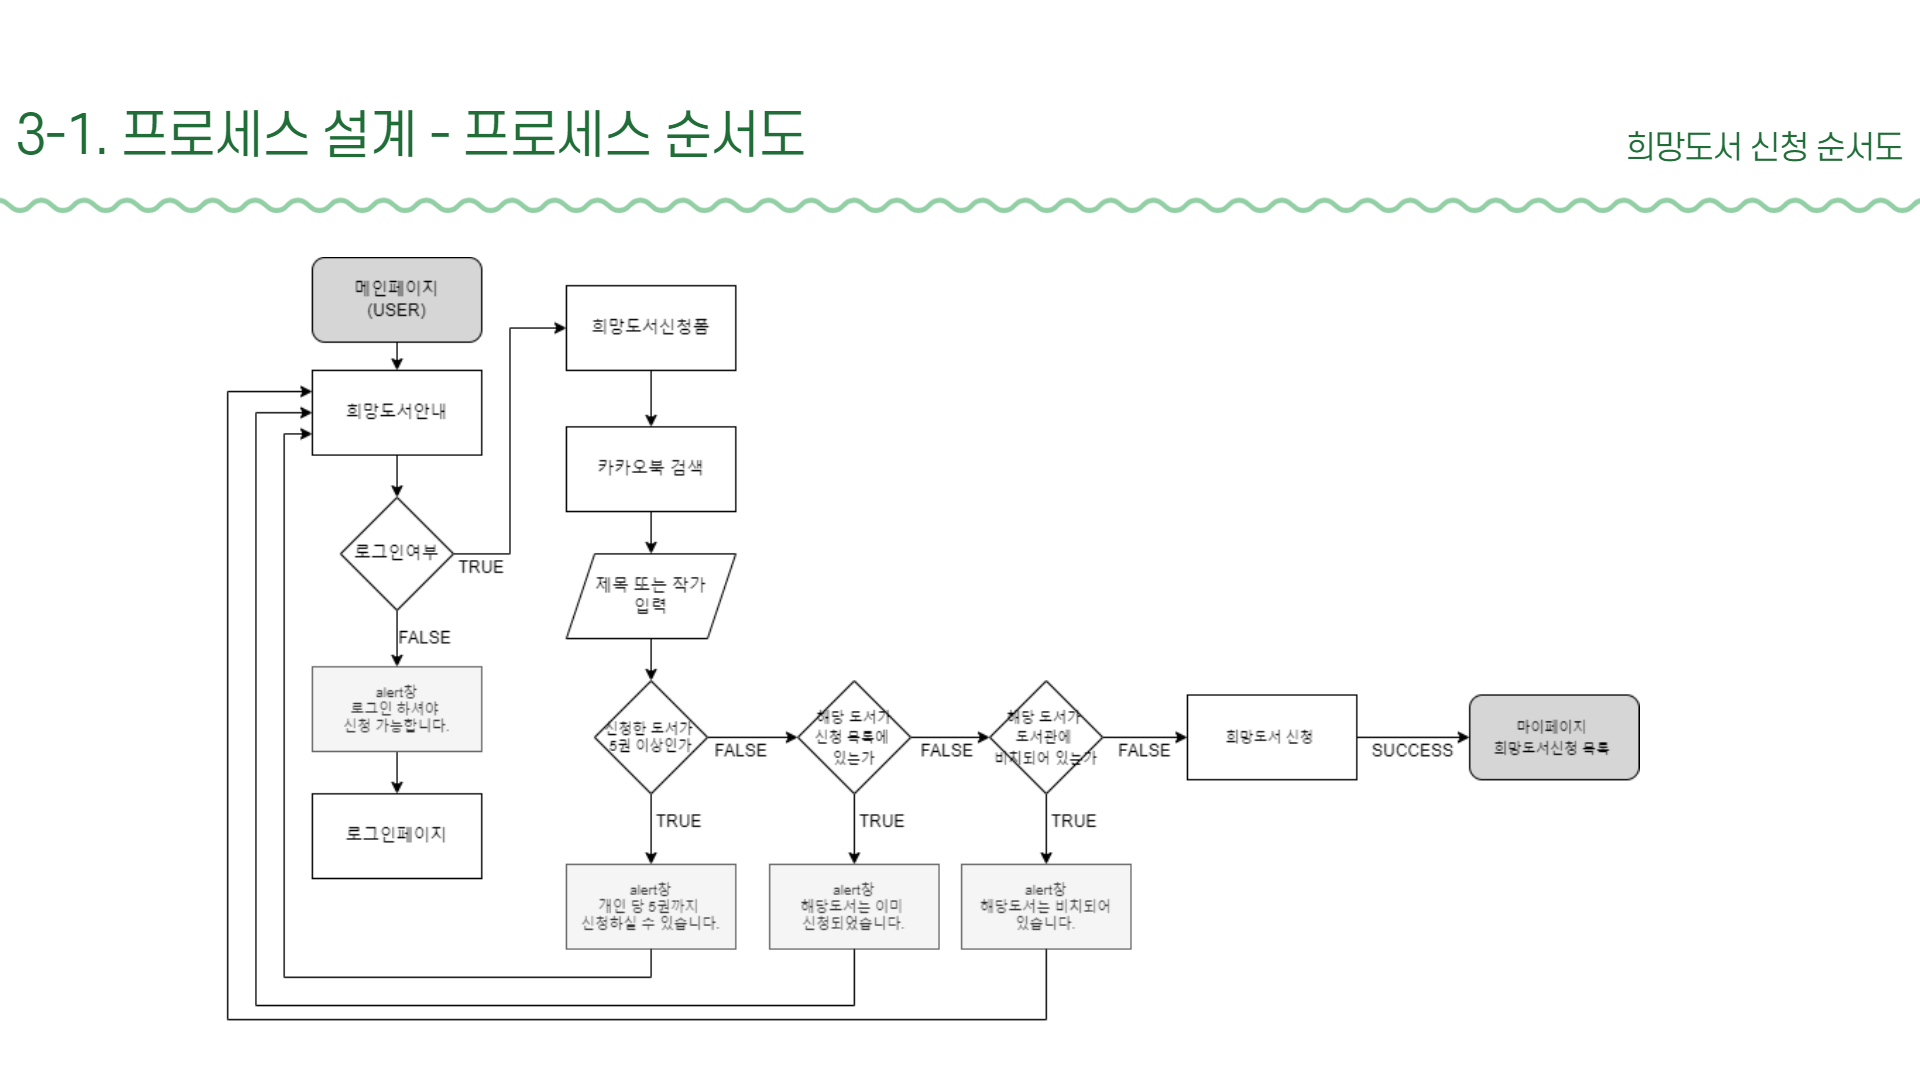 3-1. 프로세스 설계 - 프로세스 순서도
희망도서 신청 순서도
메인페이지
(USER)
희망도서안내
로그인여부
TRUE
FALSE
alert창
로그인 하셔야
신청 가능합니다.
로그인페이지
희망도서신청폼
카카오북 검색
제목 또는 작가
입력
신청한 도서가
5권 이상인가
FALSE
TRUE
alert창
개인 당 5권까지
신청하실 수 있습니다.
해당 도서가
신청 목록에
있는가
FALSE
TRUE
alert창
해당도서는 이미
신청되었습니다.
해당 도서가
도서관에
비치되어 있는가
FALSE
TRUE
alert창
해당도서는 비치되어
있습니다.
희망도서 신청
SUCCESS
마이페이지
희망도서신청 목록